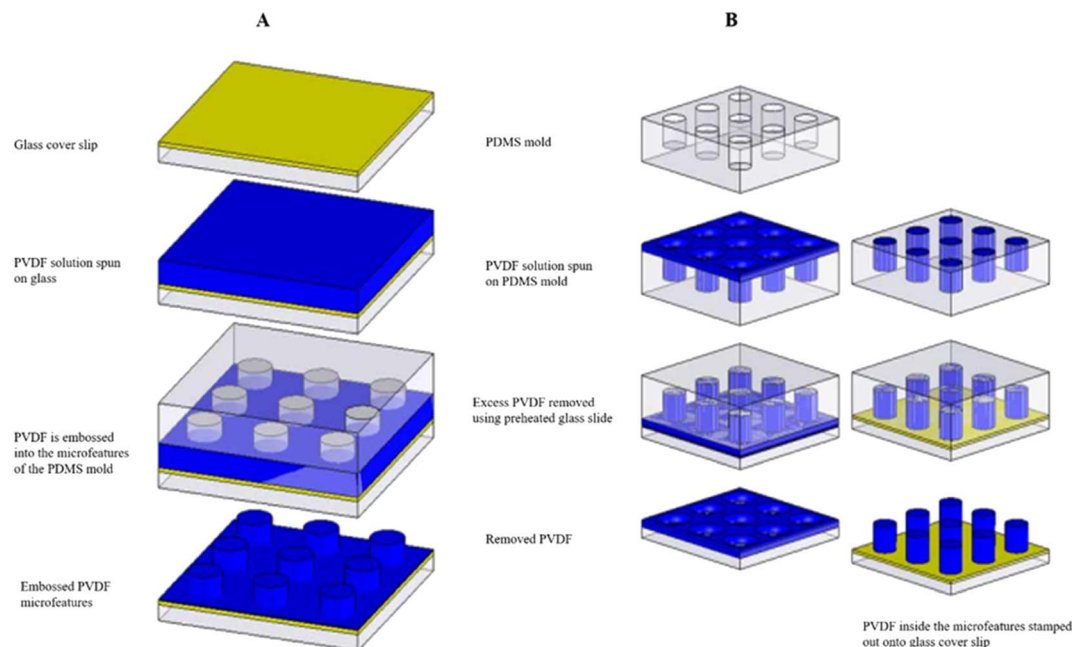 A
Glass cover slip
PVDF solution spun
on glass
PVDF is embossed
into the microfeatures
of the PDMS mold
Embossed PVDF
microfeatures
B
PDMS mold
PVDF solution spun
on PDMS mold
Excess PVDF removed
using preheated glass slide
Removed PVDF
PVDF inside the microfeatures stamped
out onto glass cover slip